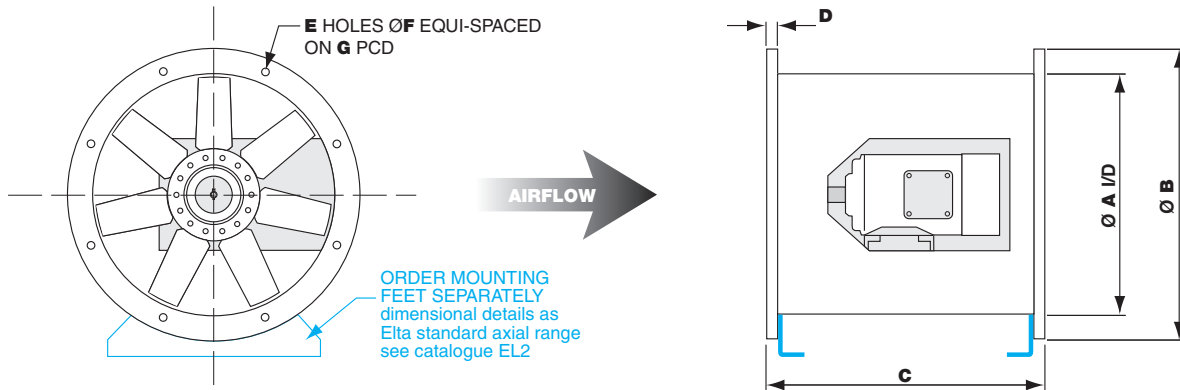 E HOLES ØF EQUI-SPACED
ON G PCD
D
AIRFLOW
Ø A I/D
Ø B
ORDER MOUNTING
FEET SEPARATELY
dimensional details as
Elta standard axial range
see catalogue EL2
C